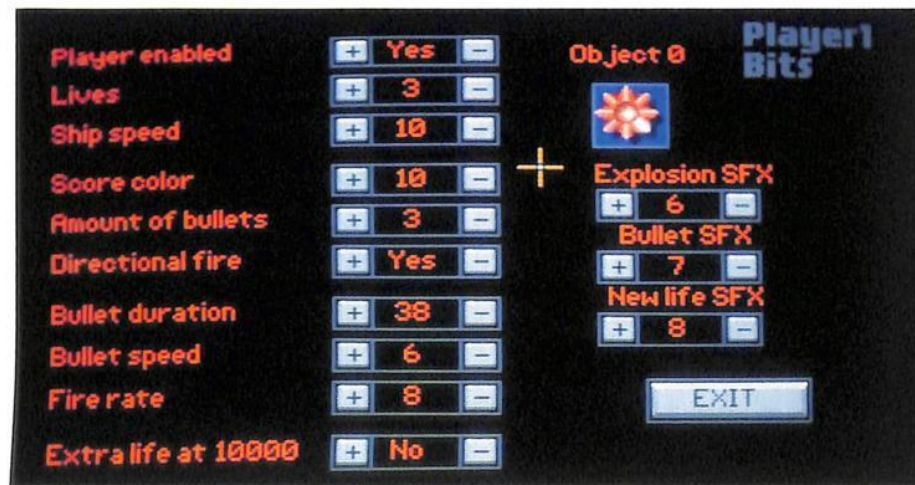 Player enabled + Yes -
Lives + 3 -
Ship speed + 10 -
Score color + 10 -
Amount of bullets + 3 -
Directional fire + Yes -
Bullet duration + 38 -
Bullet speed + 6 -
Fire rate + 8 -
Extra life at 10000 + No -
Player1
Bits
Object 0
Explosion SFX
+ 6 -
Bullet SFX
+ 7 -
New life SFX
+ 8 -
EXIT